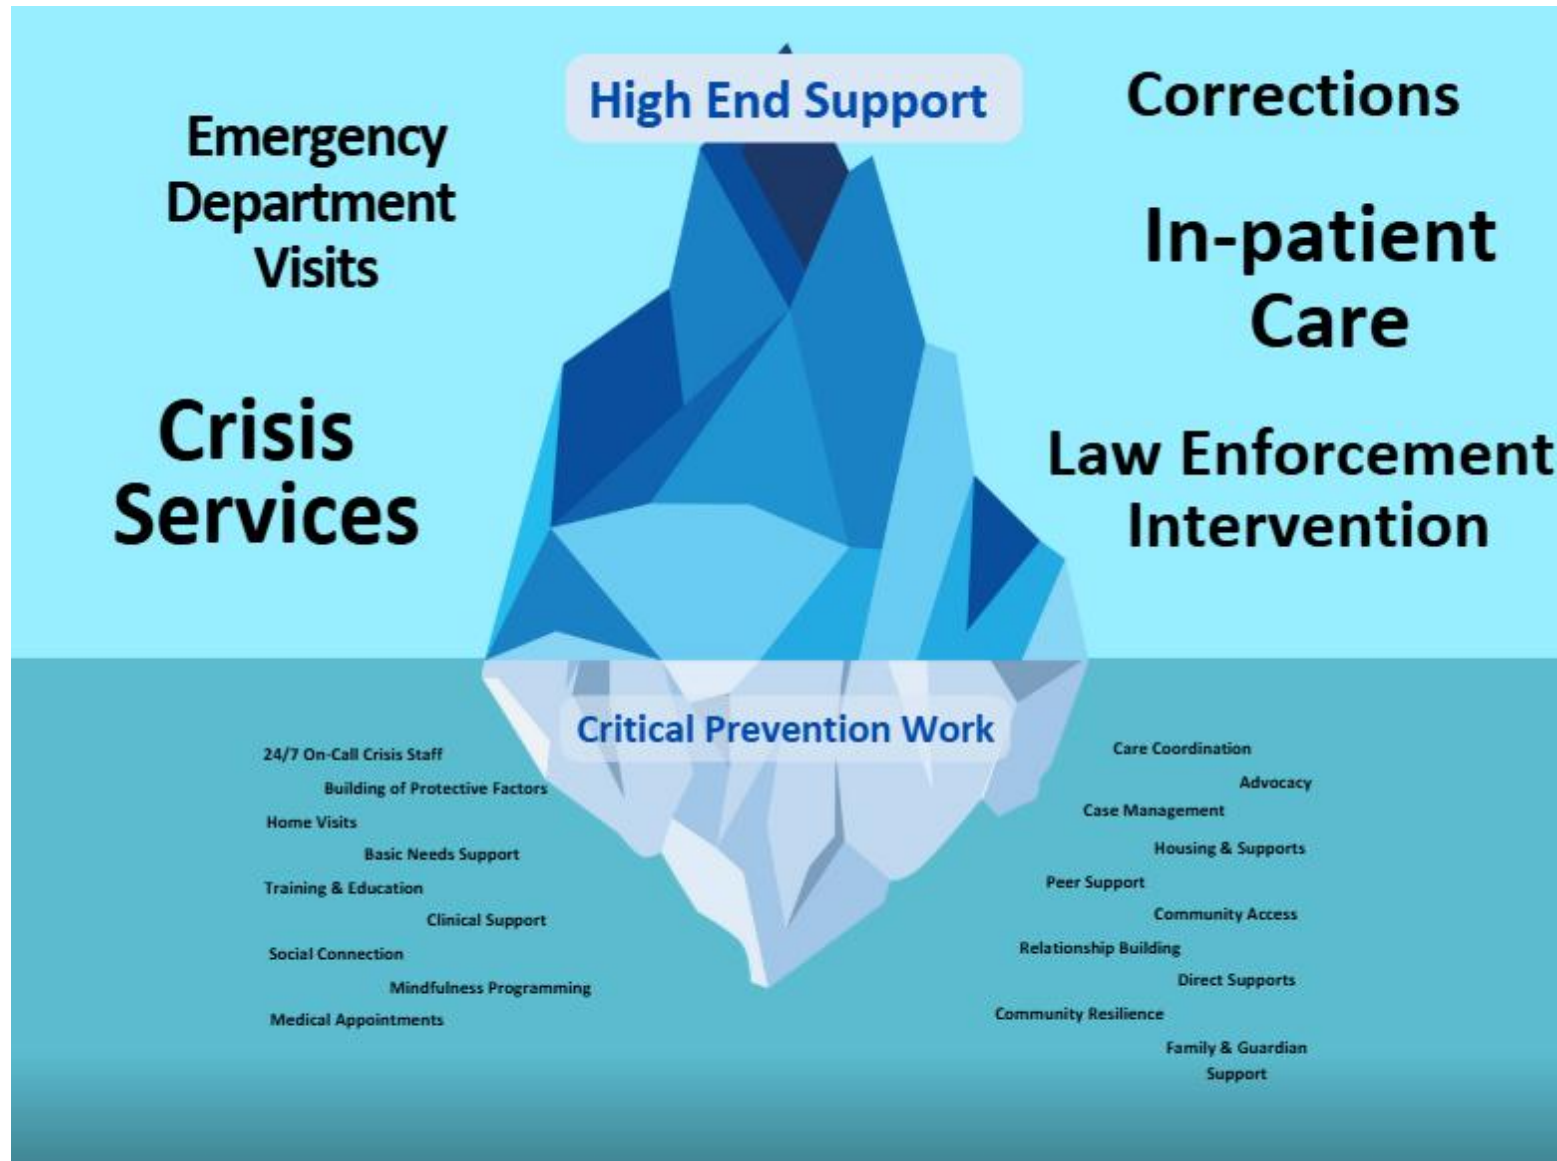 High End Support
Emergency
Department
Visits
Crisis
Services
Corrections
In-patient
Care
Law Enforcement
Intervention
Critical Prevention Work
24/7 On-Call Crisis Staff
Building of Protective Factors
Home Visits
Basic Needs Support
Training & Education
Clinical Support
Social Connection
Mindfulness Programming
Medical Appointments
Care Coordination
Advocacy
Case Management
Housing & Supports
Peer Support
Community Access
Relationship Building
Direct Supports
Community Resilience
Family & Guardian
Support